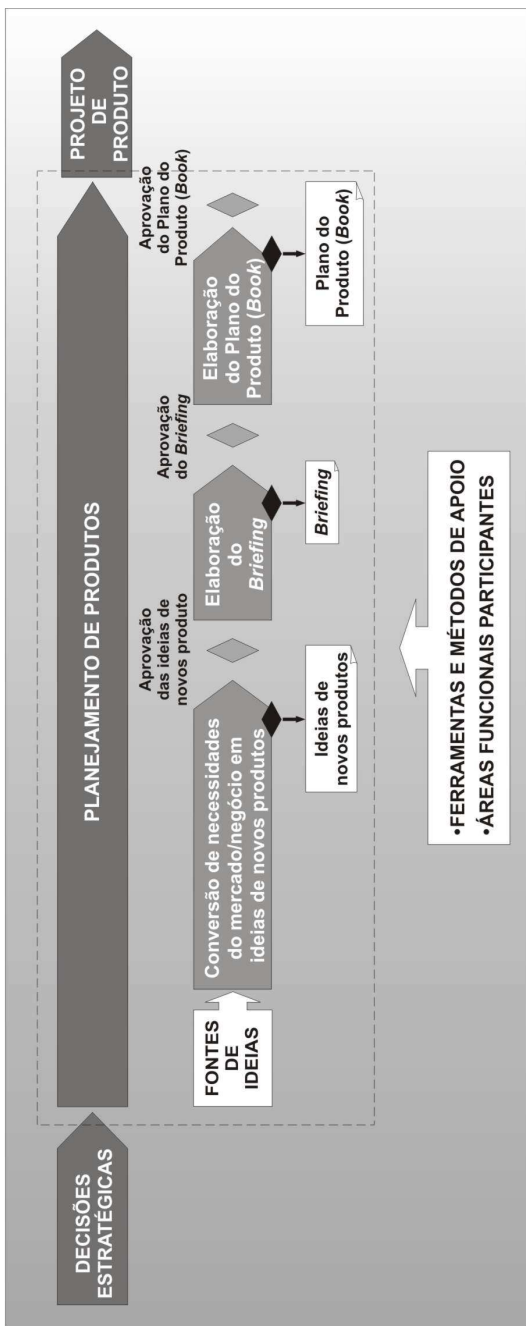 DECISÕES
ESTRATÉGICAS
PLANEJAMENTO DE PRODUTOS
PROJETO
DE
PRODUTO
FONTES
DE
IDEIAS
Conversão de necessidades
do mercado/negócio em
ideias de novos produtos
Aprovação
das ideias de
novos produto
Elaboração
do
Briefing
Aprovação
do Briefing
Elaboração
do Plano do
Produto (Book)
Aprovação
do Plano do
Produto (Book)
Ideias de
novos produtos
Briefing
Plano do
Produto (Book)
•FERRAMENTAS E MÉTODOS DE APOIO
•ÁREAS FUNCIONAIS PARTICIPANTES